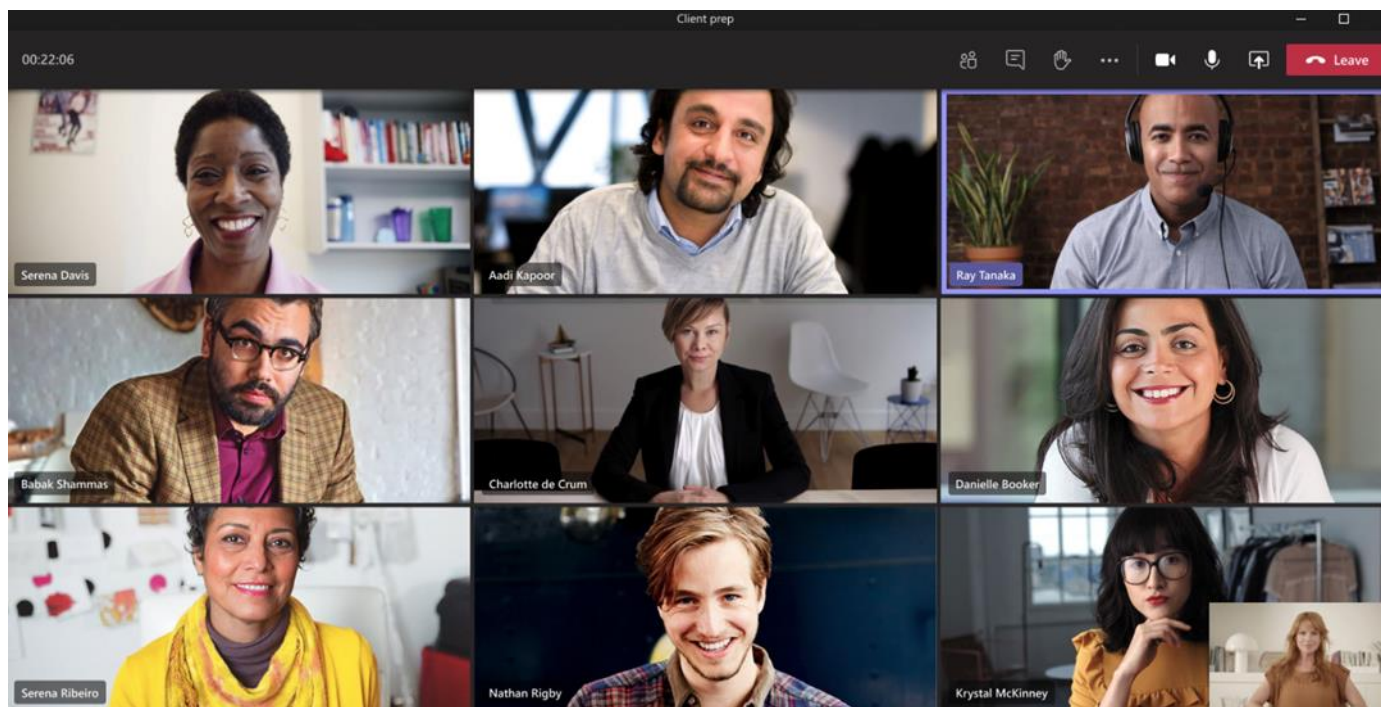 Client prep
00:22:06
Leave
Serena Davis
Aadi Kapoor
Ray Tanaka
Babak Shammas
Charlotte de Crum
Danielle Booker
Serena Ribeiro
Nathan Rigby
Krystal McKinney